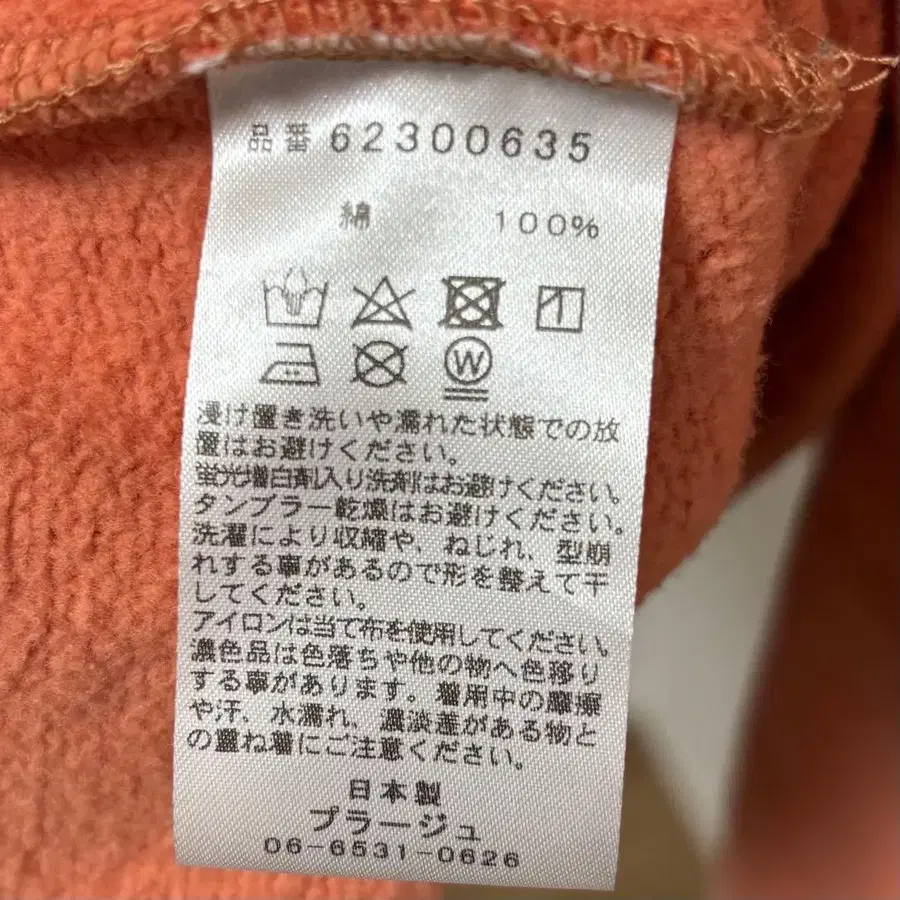 品番 62300635
綿 100%
W
浸け置き洗いや濡れた状態での放
置はお避けください。
蛍光増白剤入り洗剤はお避けください。
タンブラー乾燥はお避けください。
洗濯により収縮や、ねじれ、型崩
れする事があるので形を整えて干
してください。
アイロンは当て布を使用してください。
濃色品は色落ちや他の物へ色移り
する事があります。着用中の摩擦
や汗、水濡れ、濃淡差がある物と
の重ね着にご注意ください。
日本製
プラージュ
06-6531-0626